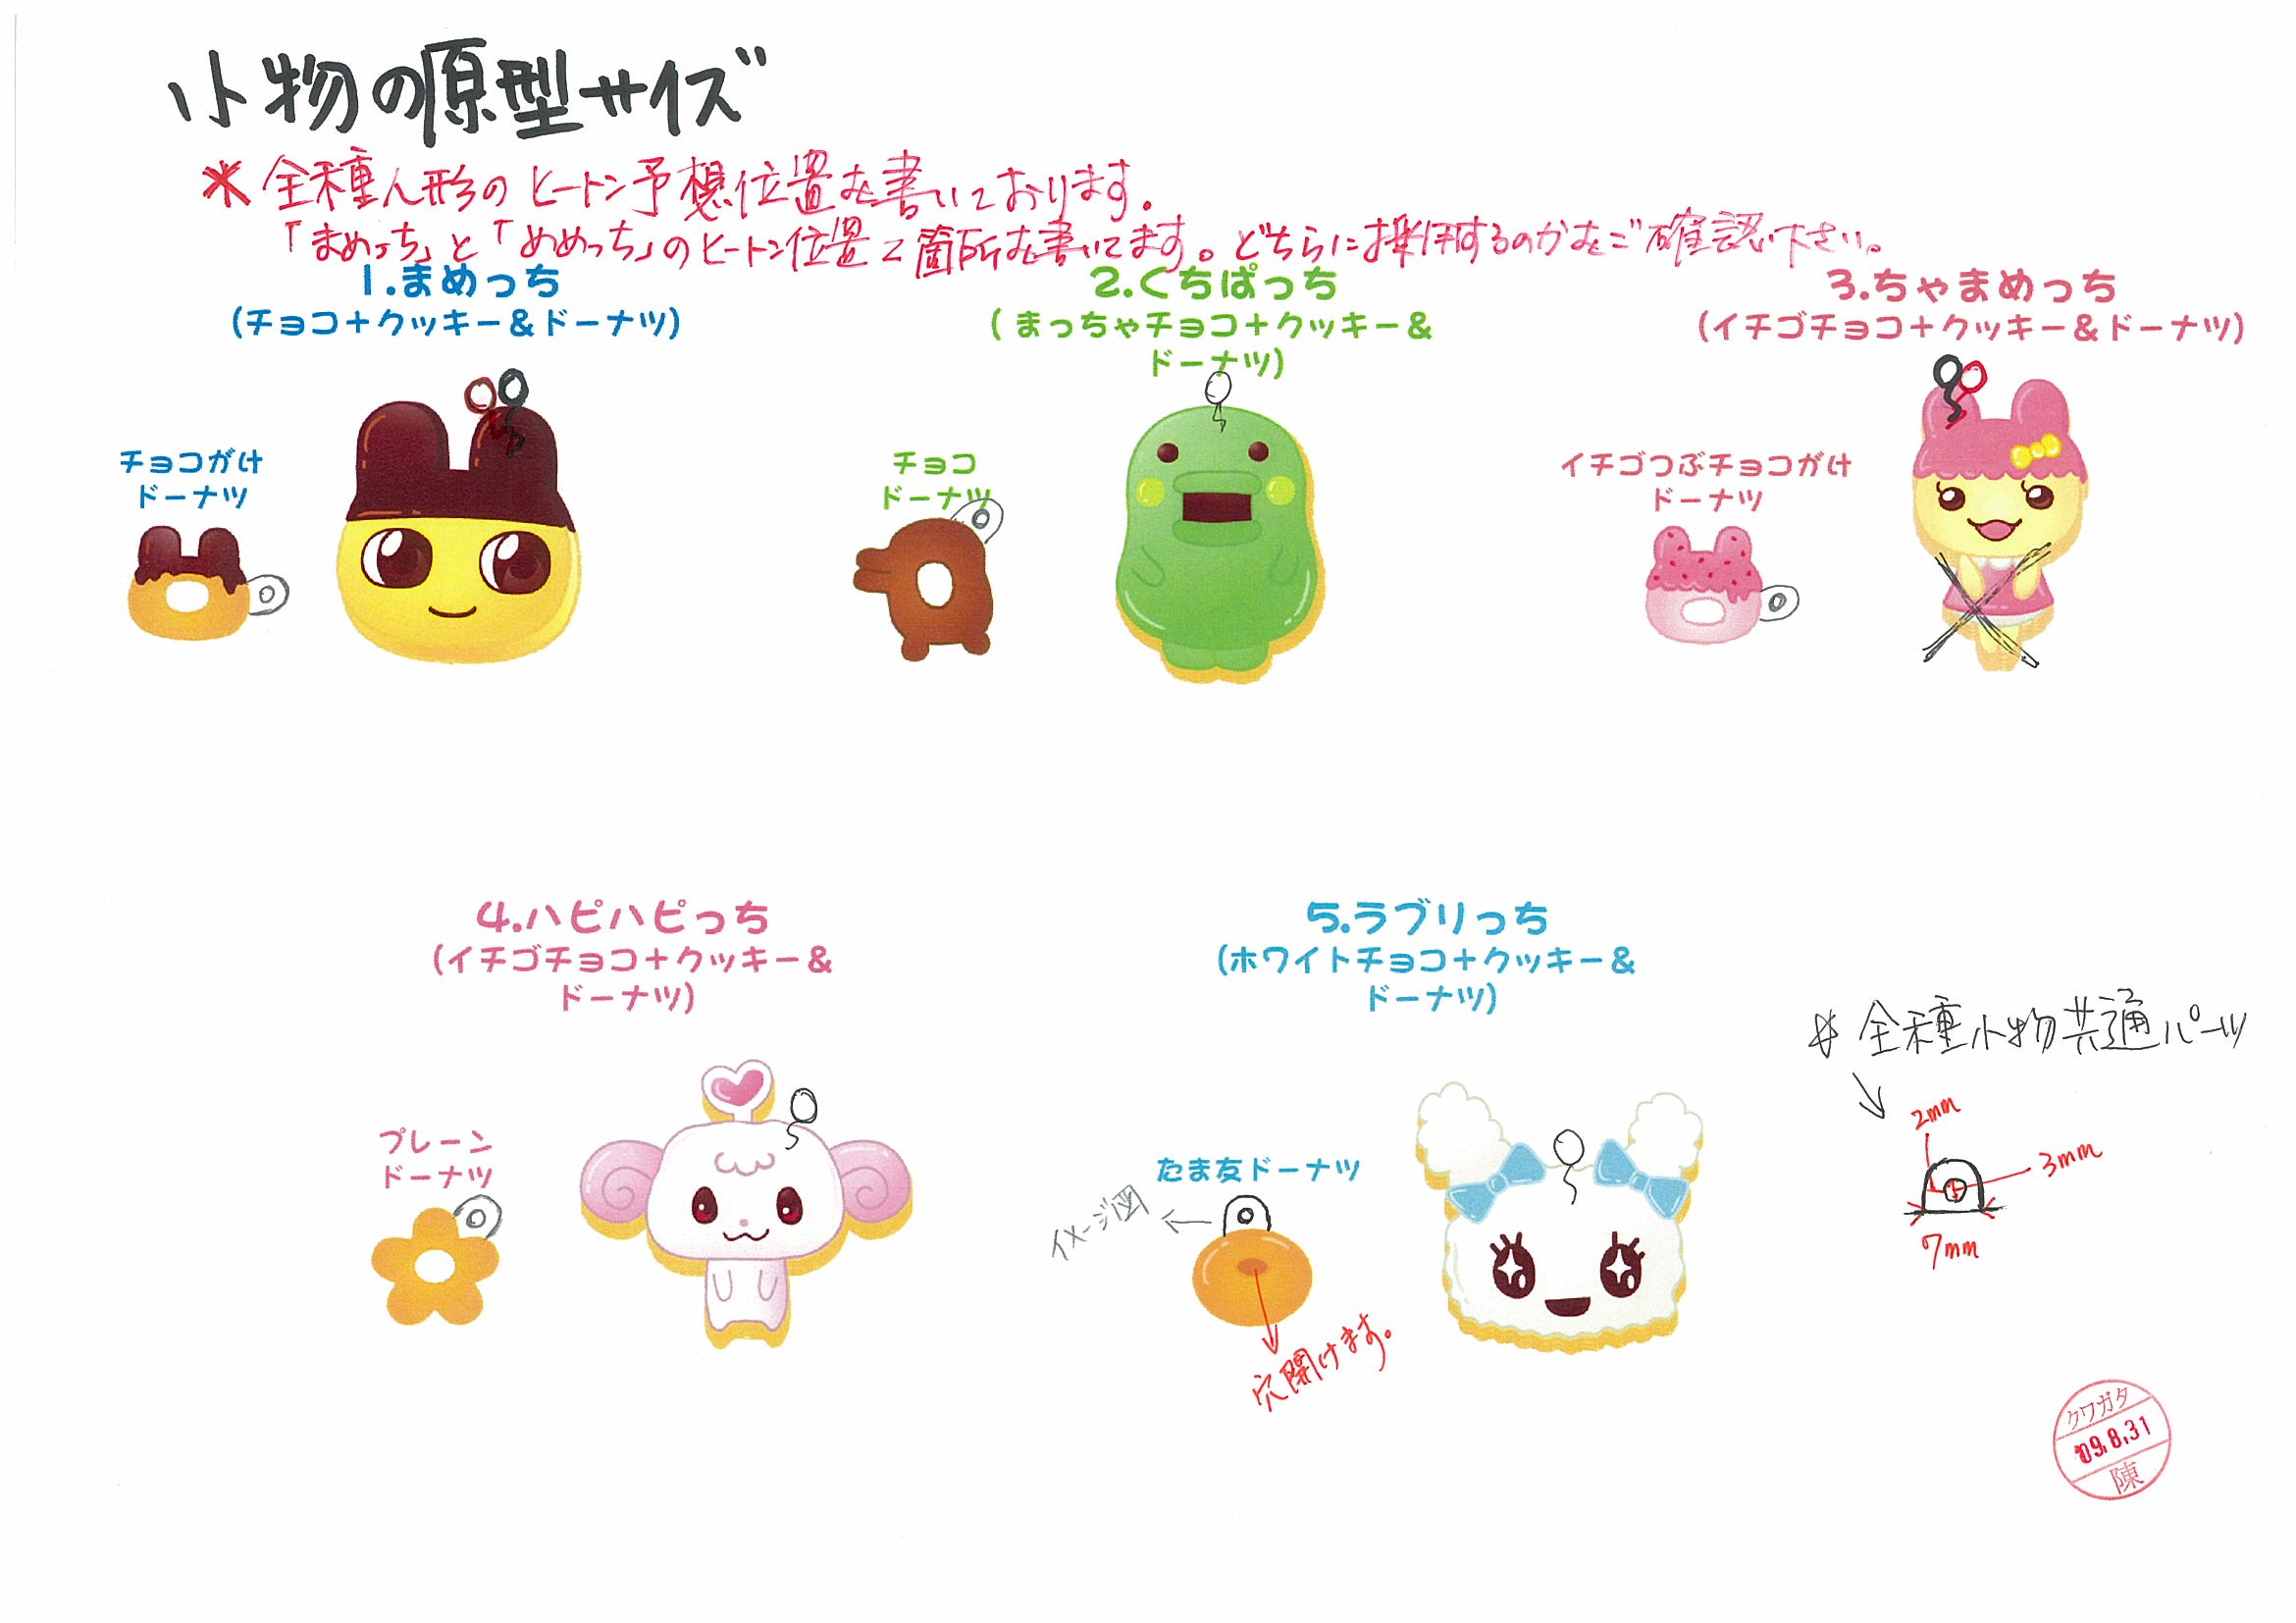 小物の原型サイズ
*全種人形のヒートン予想位置を書いております。
「まめっち」と「めめっち」のヒートン位置2箇所を書いてます。どちらに採用するのかをご確認下さい。
1.まめっち
(チョコ+クッキー&ドーナツ)
チョコがけ
ドーナツ
2.くちぱっち
(まっちゃチョコ+クッキー&
ドーナツ)
チョコ
ドーナツ
3.ちゃまめっち
(イチゴチョコ+クッキー&ドーナツ)
イチゴつぶチョコがけ
ドーナツ
4.ハピハピっち
(イチゴチョコ+クッキー&
ドーナツ)
プレーン
ドーナツ
5.ラブリっち
(ホワイトチョコ+クッキー&
ドーナツ)
たま友ドーナツ
イメージ図
穴開けます。
*全種小物共通パーツ
2mm
3mm
7mm
クワガタ
'09.8.31
陳